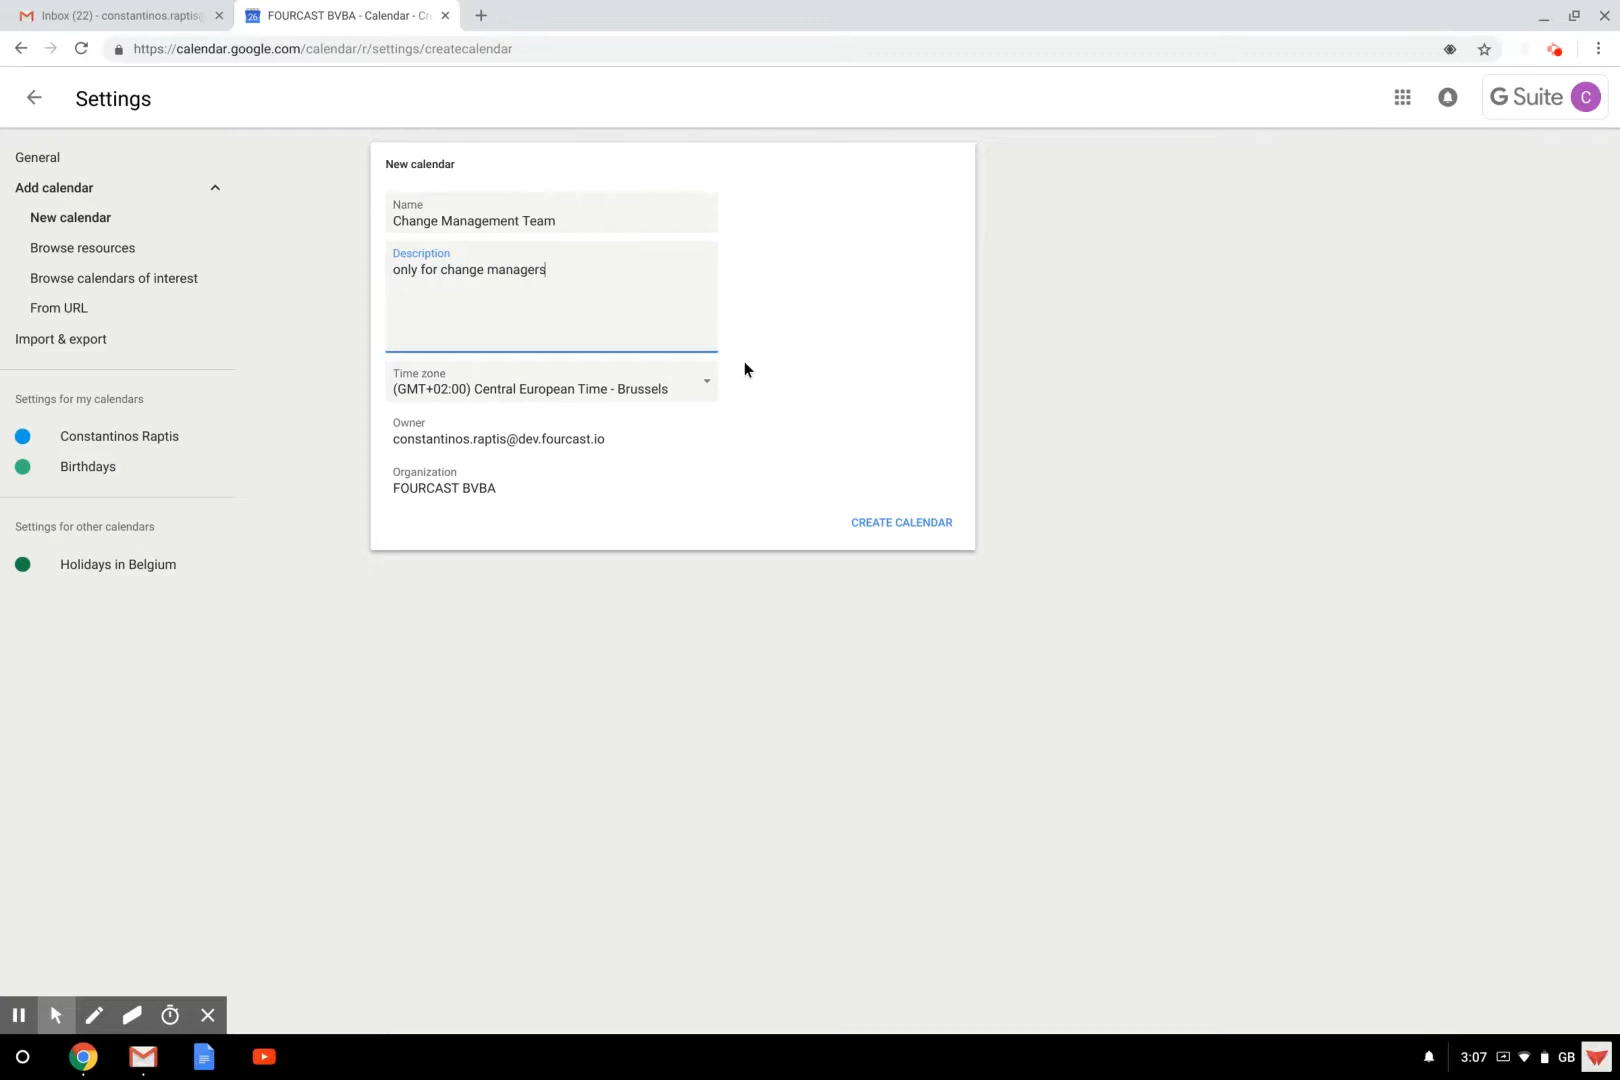 Inbox (22) - constantinos.raptis@
FOURCAST BVBA - Calendar - Cr
https://calendar.google.com/calendar/r/settings/createcalendar
Settings
G Suite
C
General
Add calendar
New calendar
Browse resources
Browse calendars of interest
From URL
Import & export
Settings for my calendars
Constantinos Raptis
Birthdays
Settings for other calendars
Holidays in Belgium
New calendar
Name
Change Management Team
Description
only for change managers
Time zone
(GMT+02:00) Central European Time - Brussels
Owner
constantinos.raptis@dev.fourcast.io
Organization
FOURCAST BVBA
CREATE CALENDAR
3:07
GB